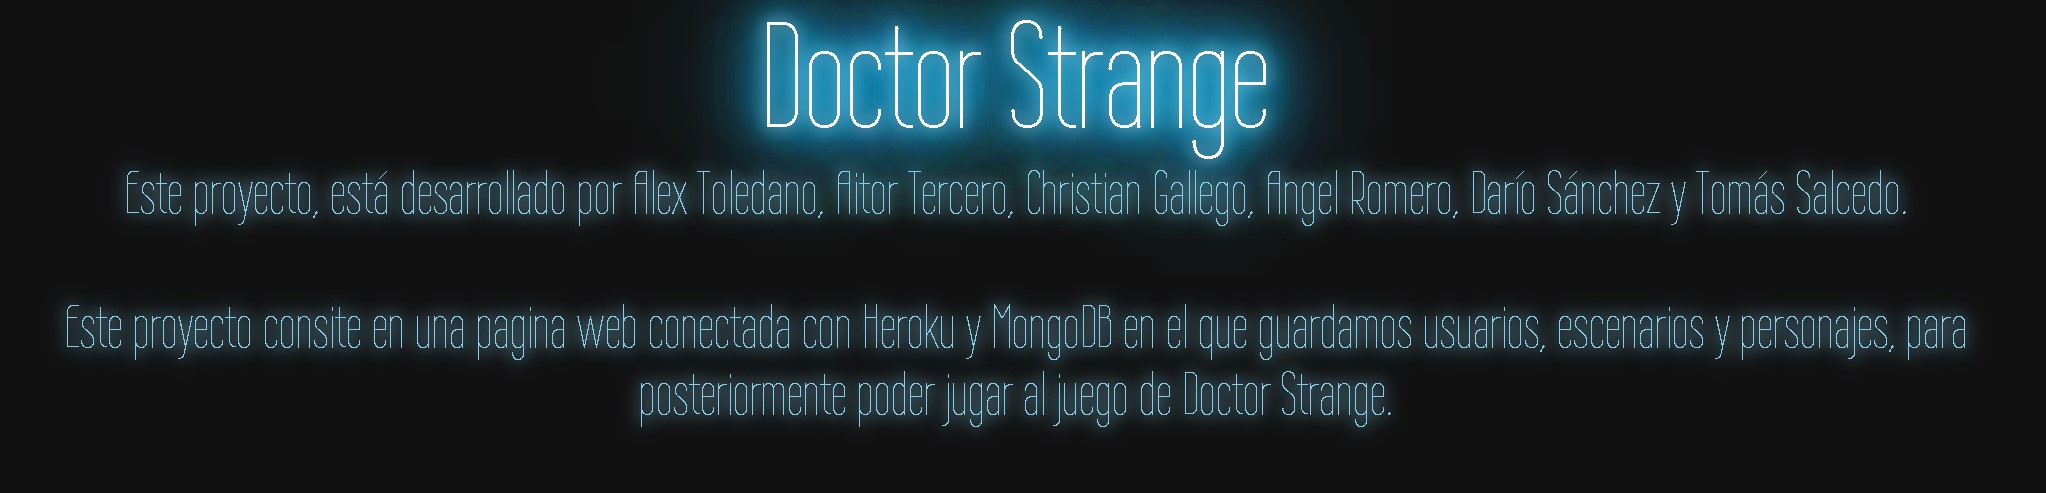 Doctor Strange
Este proyecto, está desarrollado por Alex Toledano, Aitor Tercero, Christian Gallego, Angel Romero, Darío Sánchez y Tomás Salcedo.
Este proyecto consite en una pagina web conectada con Heroku y MongoDB en el que guardamos usuarios, escenarios y personajes, para
posteriormente poder jugar al juego de Doctor Strange.